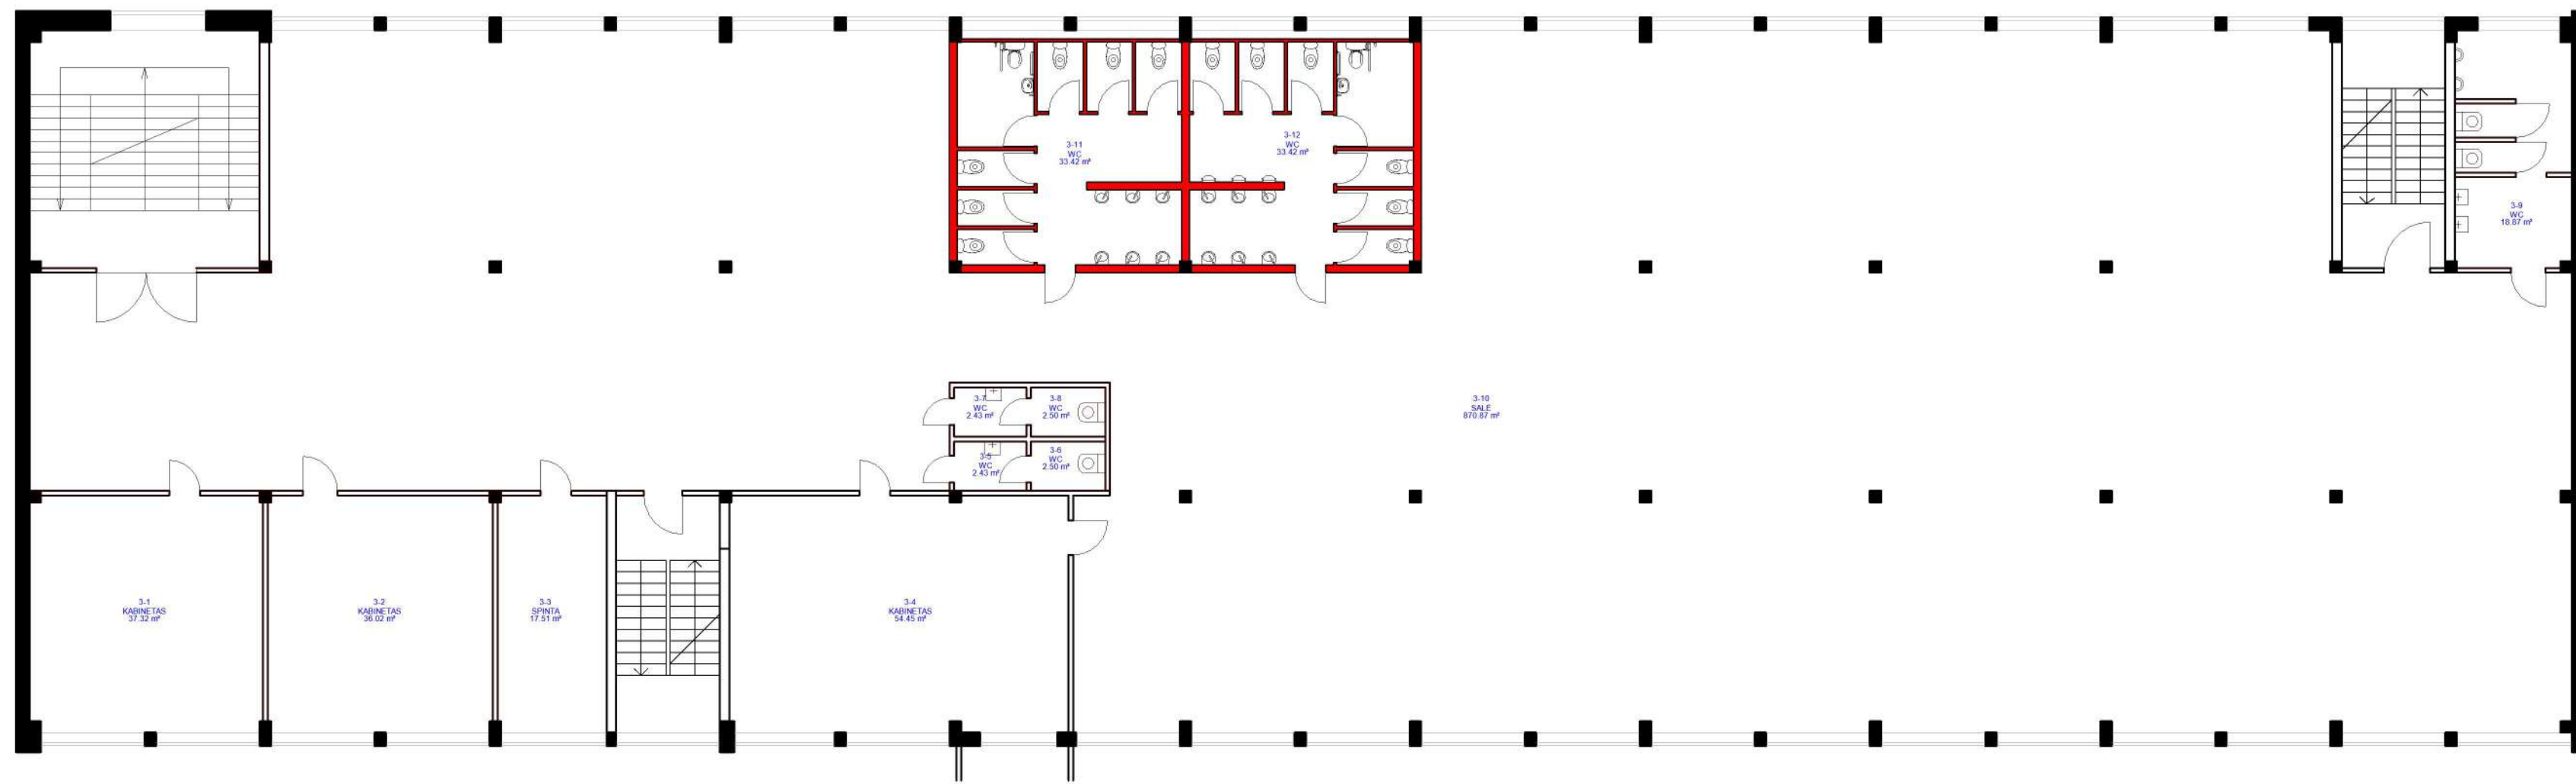 3-11
WC
33.42 m²
3-12
WC
33.42 m²
3-9
WC
18.87 m²
3-7
WC
2.43 m²
3-8
WC
2.50 m²
3-10
SALE
870.87 m²
3-5
WC
2.43 m²
3-6
WC
2.50 m²
3-1
KABINETAS
37.32 m²
3-2
KABINETAS
36.02 m²
3-3
SPINTA
17.51 m²
3-4
KABINETAS
54.45 m²